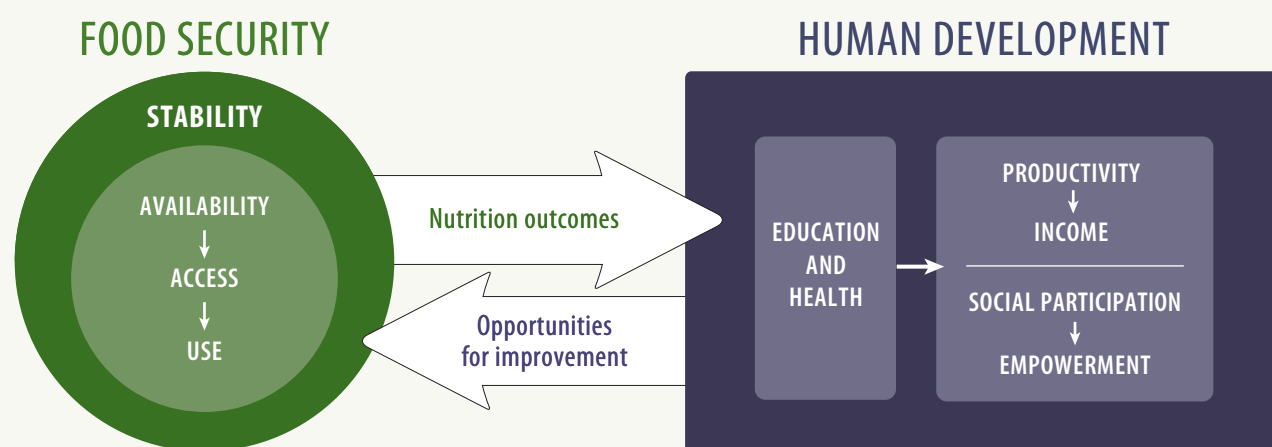 FOOD SECURITY
STABILITY
AVAILABILITY
ACCESS
USE
Nutrition outcomes
Opportunities
for improvement
HUMAN DEVELOPMENT
EDUCATION
AND
HEALTH
PRODUCTIVITY
INCOME
SOCIAL PARTICIPATION
EMPOWERMENT